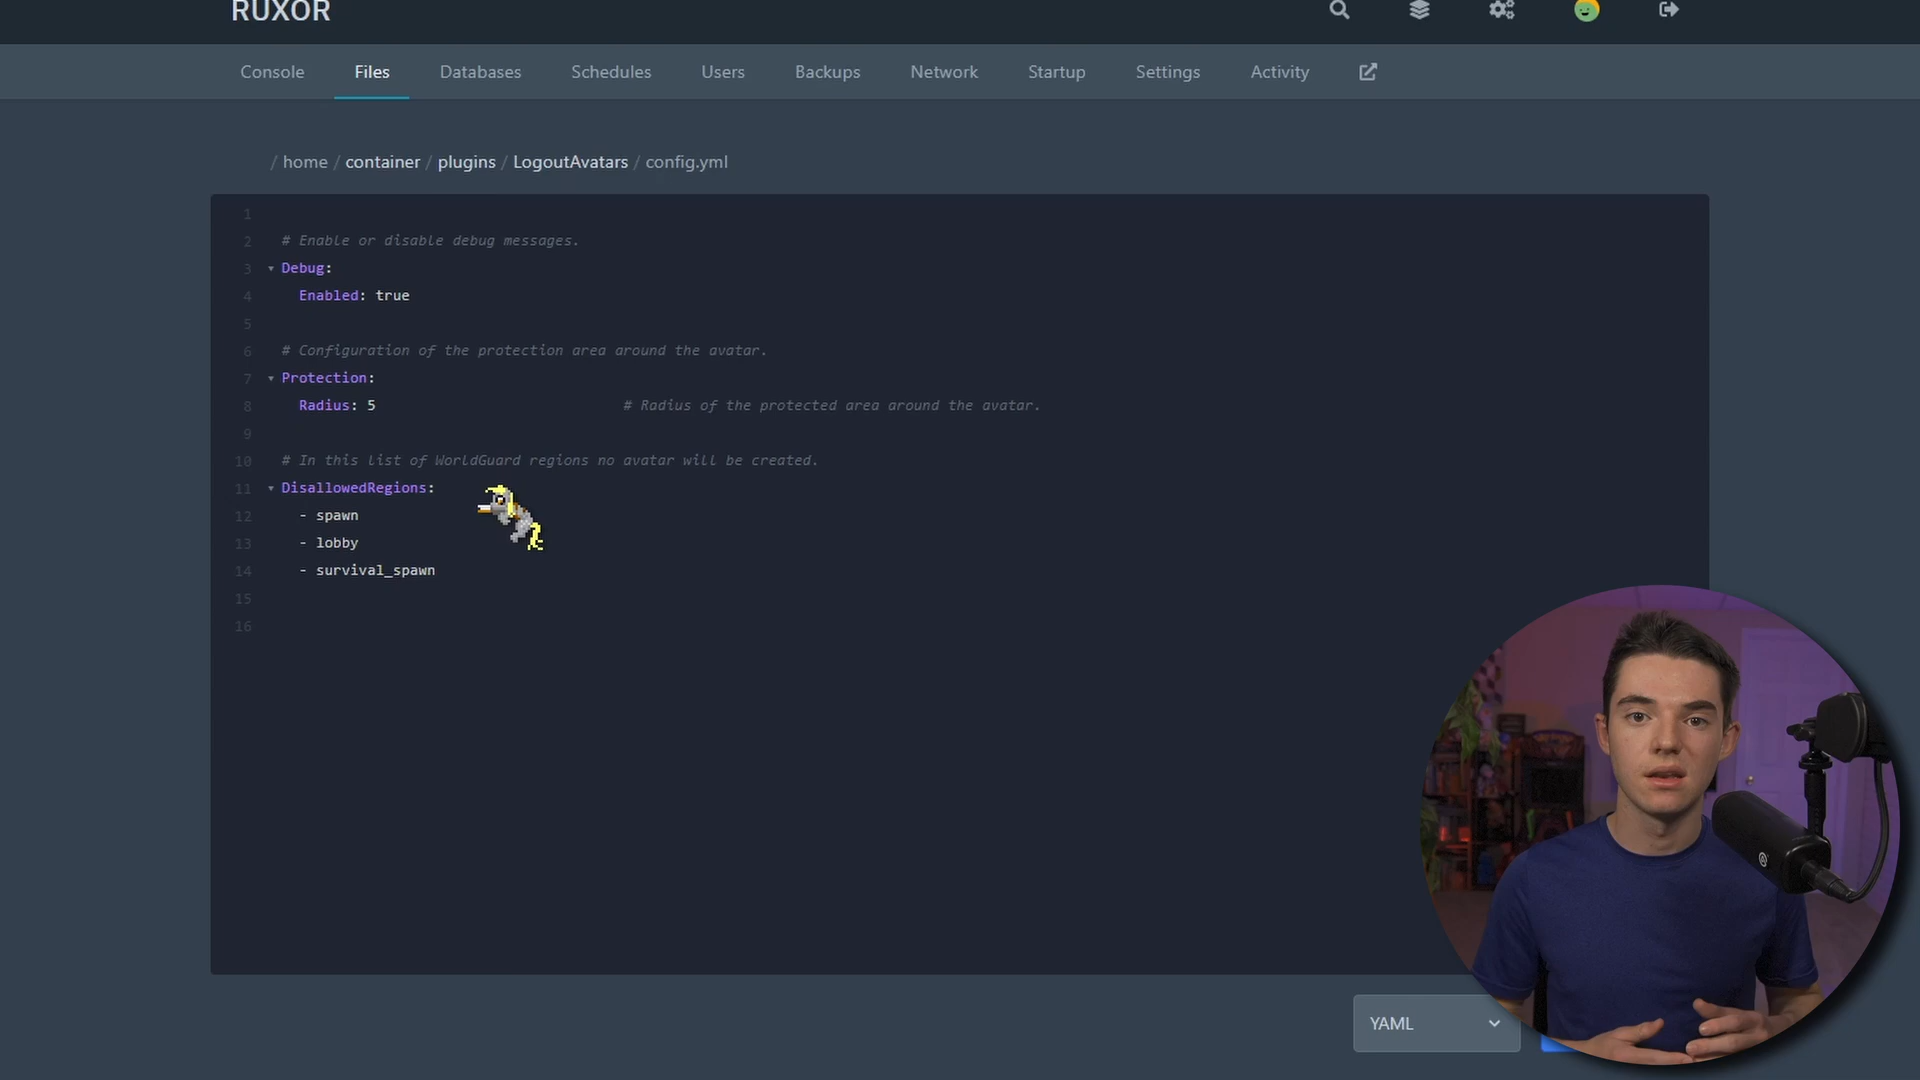 RUXOR
Console Files Databases Schedules Users Backups Network Startup Settings Activity
/ home / container / plugins / LogoutAvatars / config.yml
1
2 # Enable or disable debug messages.
3 Debug:
4 Enabled: true
5
6 # Configuration of the protection area around the avatar.
7 Protection:
8 Radius: 5 # Radius of the protected area around the avatar.
9
10 # In this list of WorldGuard regions no avatar will be created.
11 DisallowedRegions:
12 - spawn
13 - lobby
14 - survival_spawn
15
16
YAML